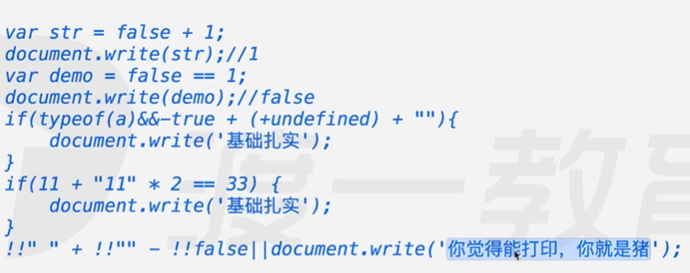 var str = false + 1;
document.write(str);//1
var demo = false == 1;
document.write(demo);//false
if(typeof(a)&&-true + (+undefined) + ""){
    document.write('基础扎实');
}
if(11 + "11" * 2 == 33) {
    document.write('基础扎实');
}
!!" " + !!"" - !!false||document.write('你觉得能打印，你就是猪');
渡一教育